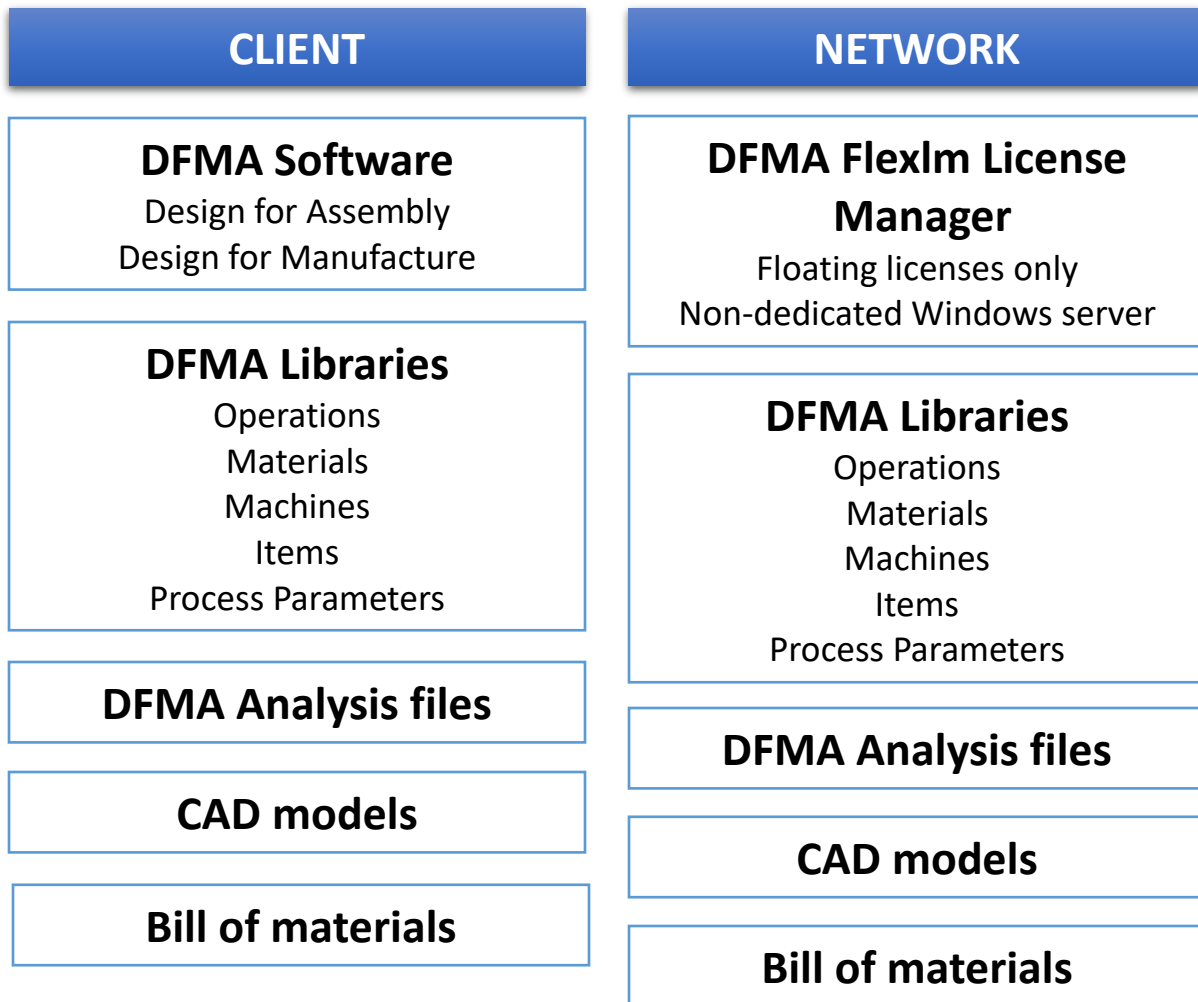 CLIENT
DFMA Software
Design for Assembly
Design for Manufacture
DFMA Libraries
Operations
Materials
Machines
Items
Process Parameters
DFMA Analysis files
CAD models
Bill of materials
NETWORK
DFMA Flexlm License
Manager
Floating licenses only
Non-dedicated Windows server
DFMA Libraries
Operations
Materials
Machines
Items
Process Parameters
DFMA Analysis files
CAD models
Bill of materials